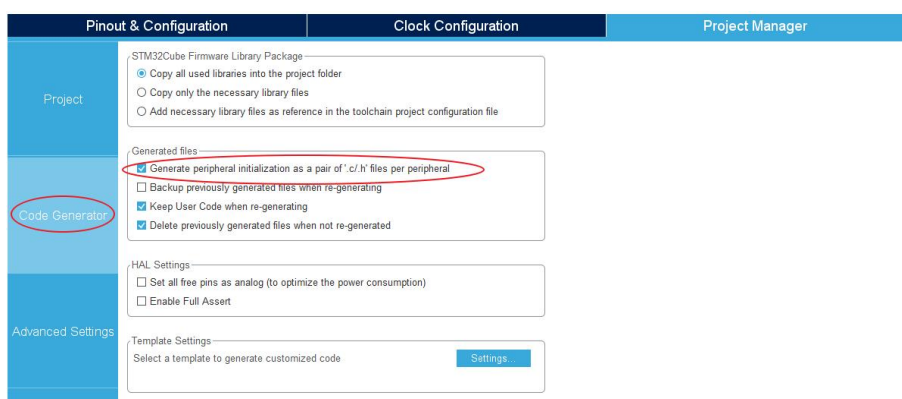 Pinout & Configuration
Clock Configuration
Project Manager
Project
Code Generator
Advanced Settings
STM32Cube Firmware Library Package
Copy all used libraries into the project folder
Copy only the necessary library files
Add necessary library files as reference in the toolchain project configuration file
Generated files
Generate peripheral initialization as a pair of '.c/.h' files per peripheral
Backup previously generated files when re-generating
Keep User Code when re-generating
Delete previously generated files when not re-generated
HAL Settings
Set all free pins as analog (to optimize the power consumption)
Enable Full Assert
Template Settings
Select a template to generate customized code
Settings...